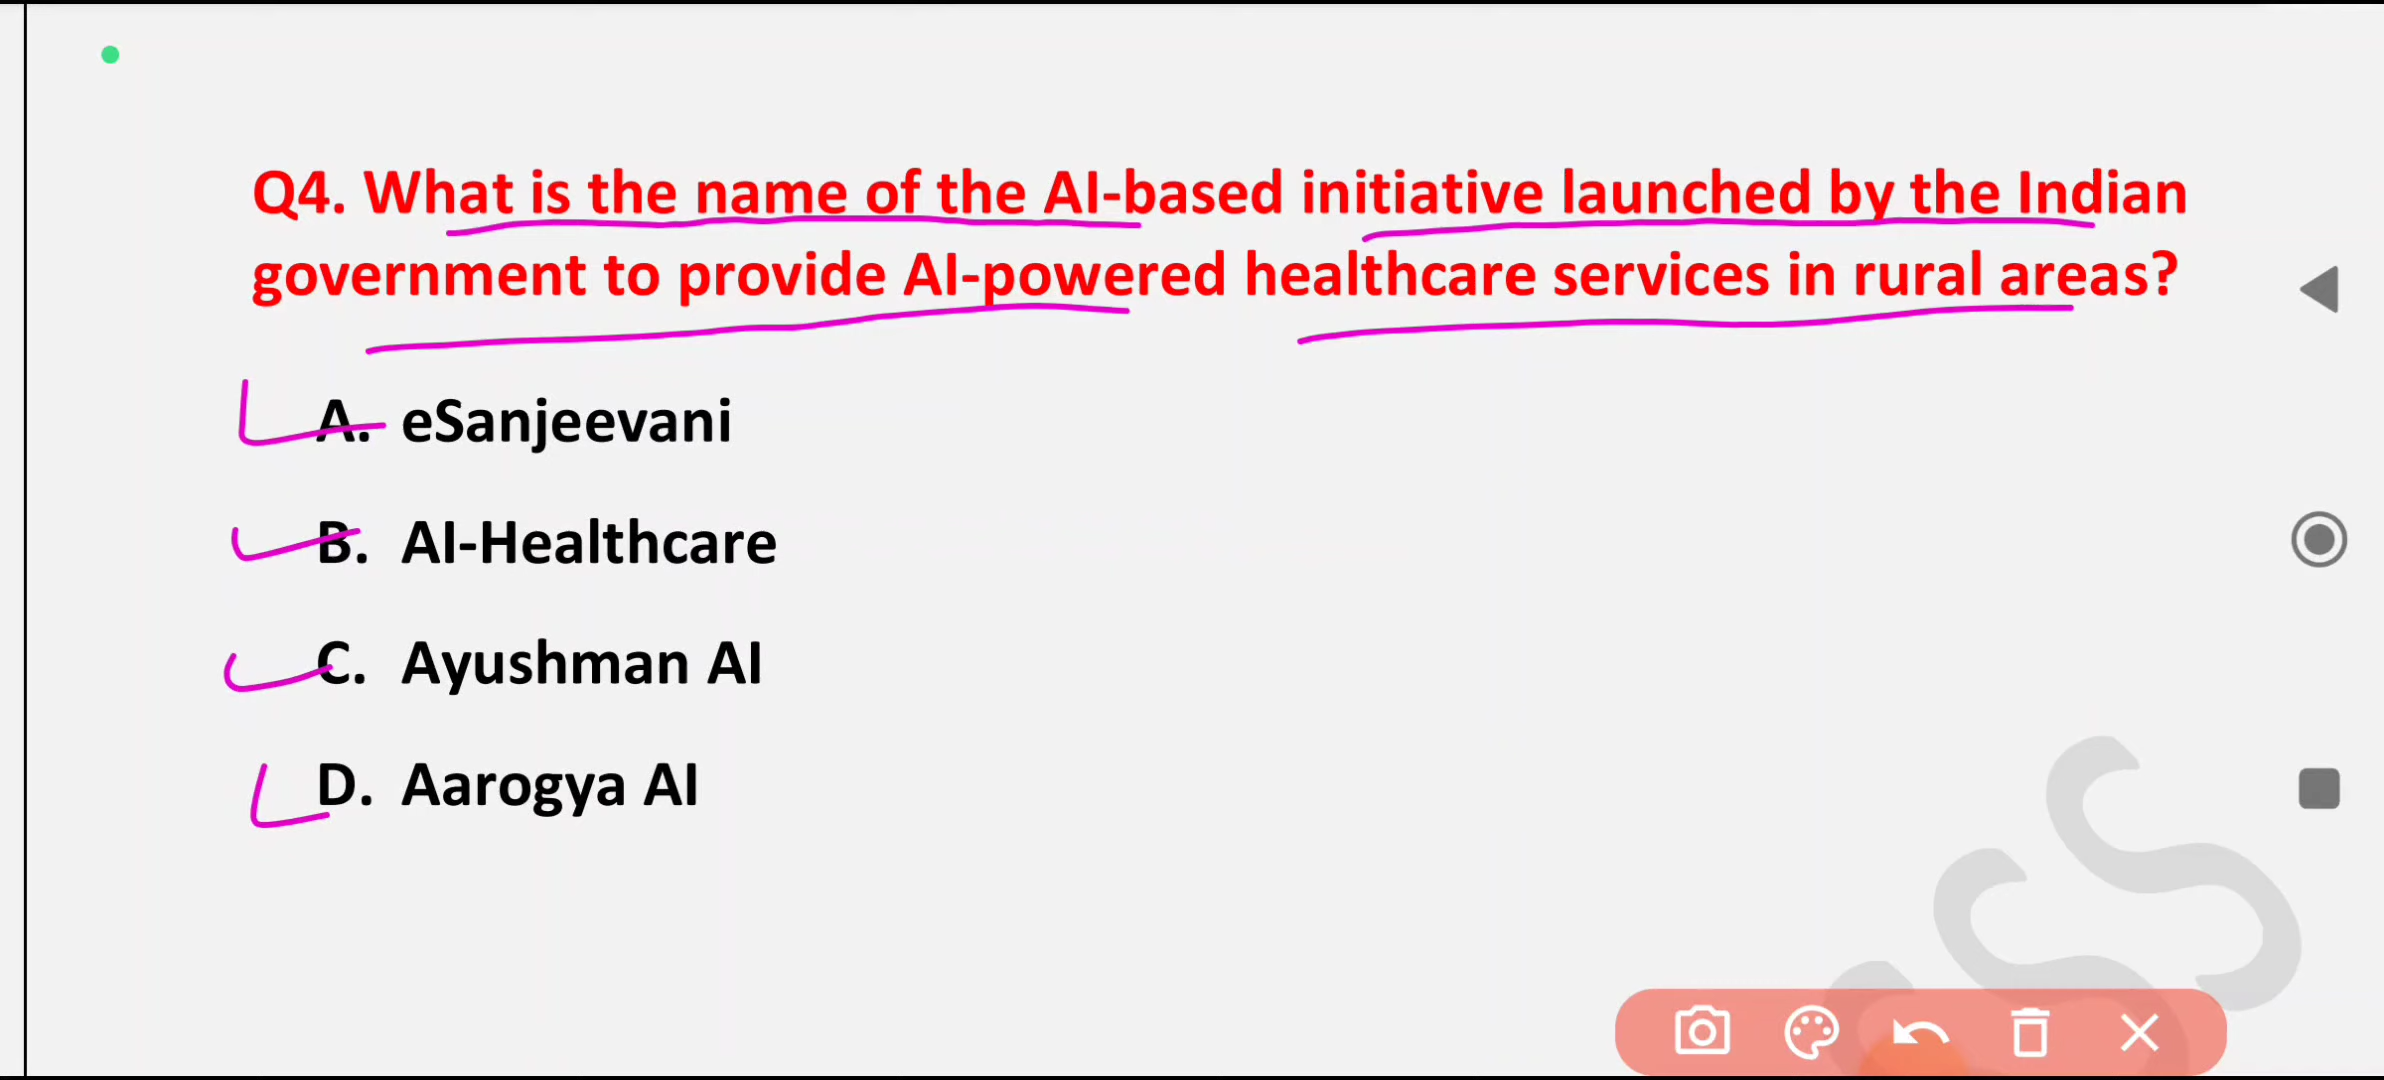 Q4. What is the name of the AI-based initiative launched by the Indian
government to provide AI-powered healthcare services in rural areas?
A. eSanjeevani
B. AI-Healthcare
C. Ayushman AI
D. Aarogya AI